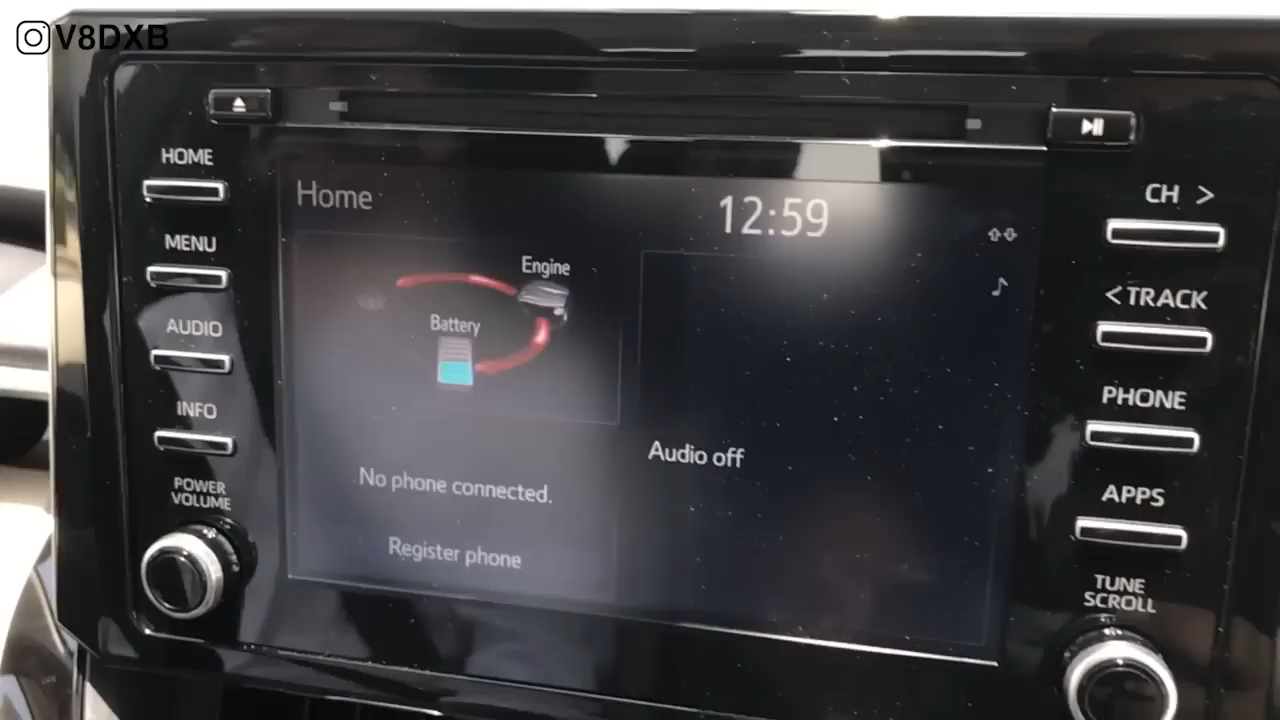 V8DXB
HOME
MENU
AUDIO
INFO
POWER
VOLUME
Home
12:59
Engine
Battery
No phone connected.
Register phone
Audio off
CH >
< TRACK
PHONE
APPS
TUNE
SCROLL